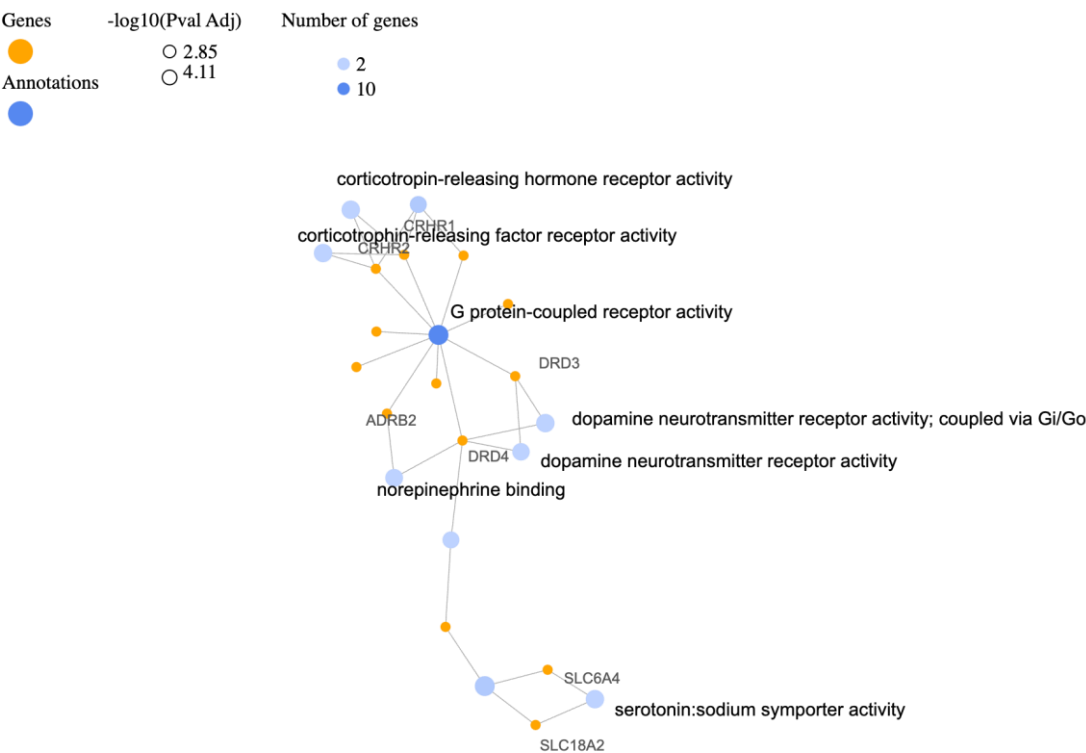 Genes -log10(Pval Adj) Number of genes
2.85
2
4.11
Annotations
10
corticotropin-releasing hormone receptor activity
CRHR1
corticotrophin-releasing factor receptor activity
CRHR2
G protein-coupled receptor activity
DRD3
ADRB2
dopamine neurotransmitter receptor activity; coupled via Gi/Go
DRD4
dopamine neurotransmitter receptor activity
norepinephrine binding
SLC6A4
serotonin:sodium symporter activity
SLC18A2